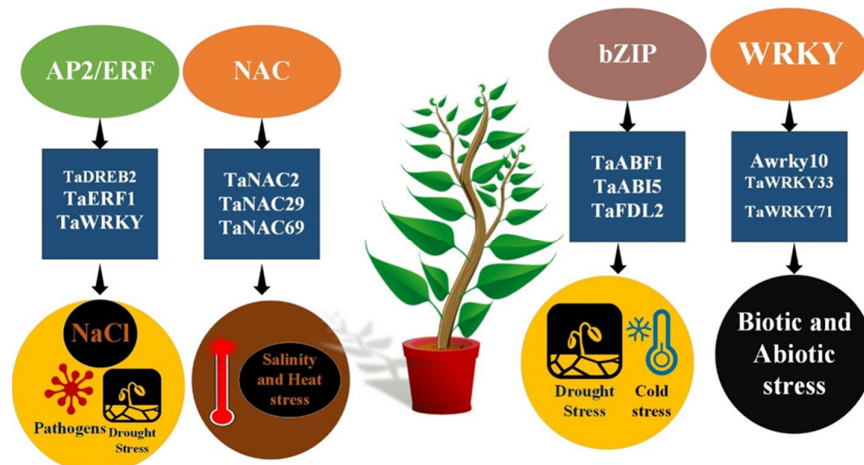 AP2/ERF
TaDREB2
TaERF1
TaWRKY
NaCl
Pathogens
Drought
Stress
NAC
TaNAC2
TaNAC29
TaNAC69
Salinity
and Heat
stress
bZIP
TaABF1
TaABI5
TaFDL2
Drought
Stress
Cold
stress
WRKY
Awrky10
TaWRKY33
TaWRKY71
Biotic and
Abiotic
stress